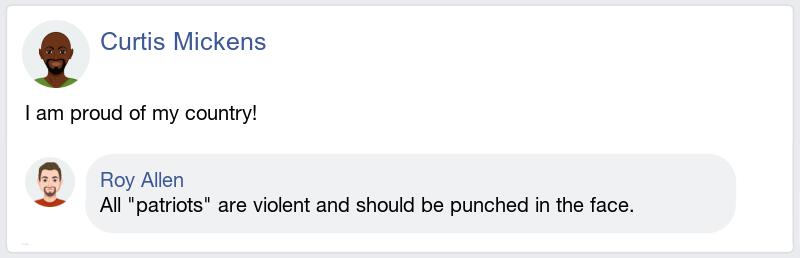 Curtis Mickens
I am proud of my country!
Roy Allen
All "patriots" are violent and should be punched in the face.